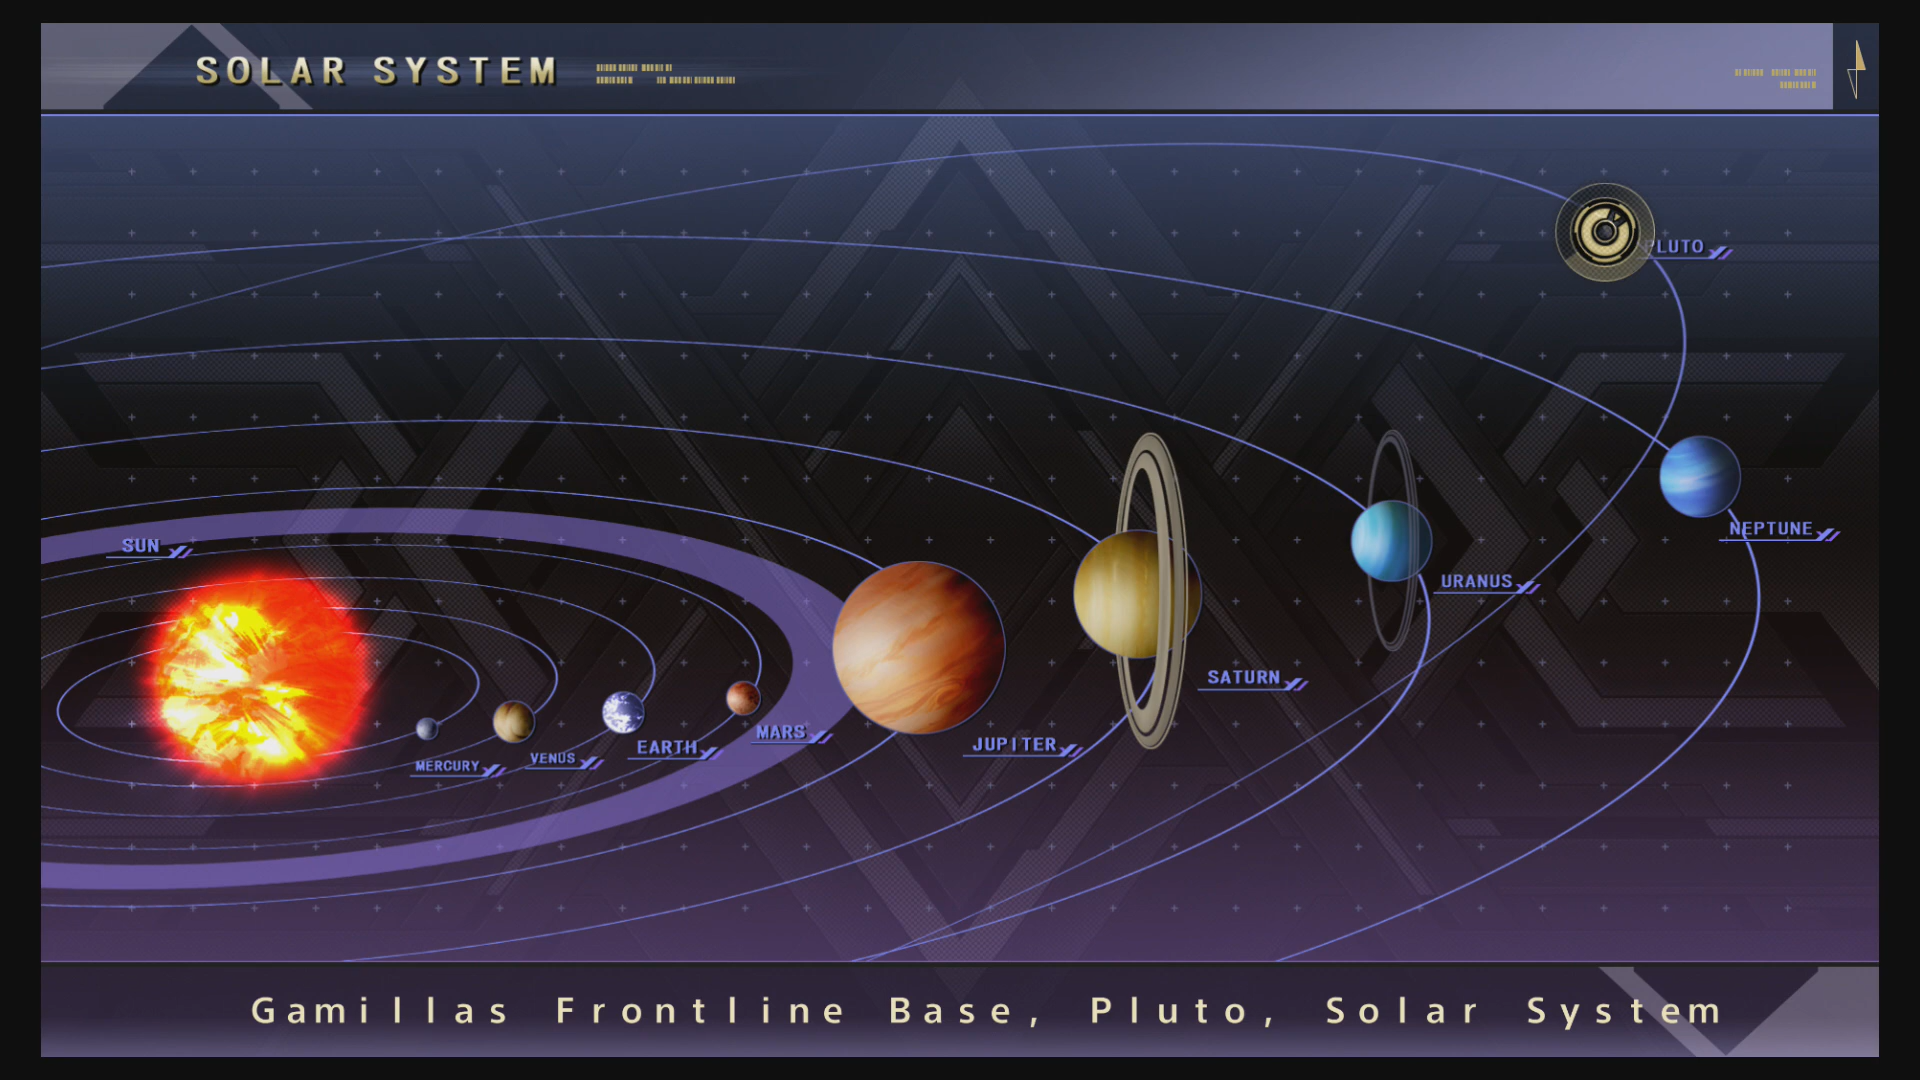 SOLAR SYSTEM
PLUTO
NEPTUNE
SUN
URANUS
SATURN
MARS
JUPITER
EARTH
VENUS
MERCURY
Gamillas Frontline Base, Pluto, Solar System